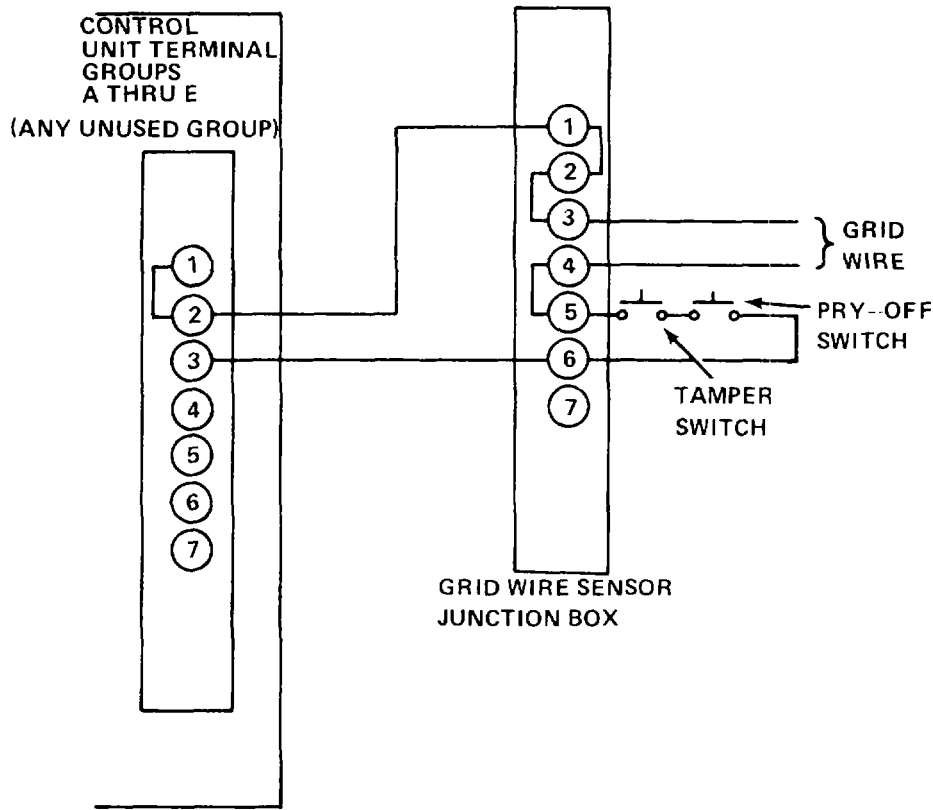 CONTROL
UNIT TERMINAL
GROUPS
A THRU E
(ANY UNUSED GROUP)
1
2
3
4
5
6
7
1
2
3
4
5
6
7
GRID
WIRE
PRY--OFF
SWITCH
TAMPER
SWITCH
GRID WIRE SENSOR
JUNCTION BOX